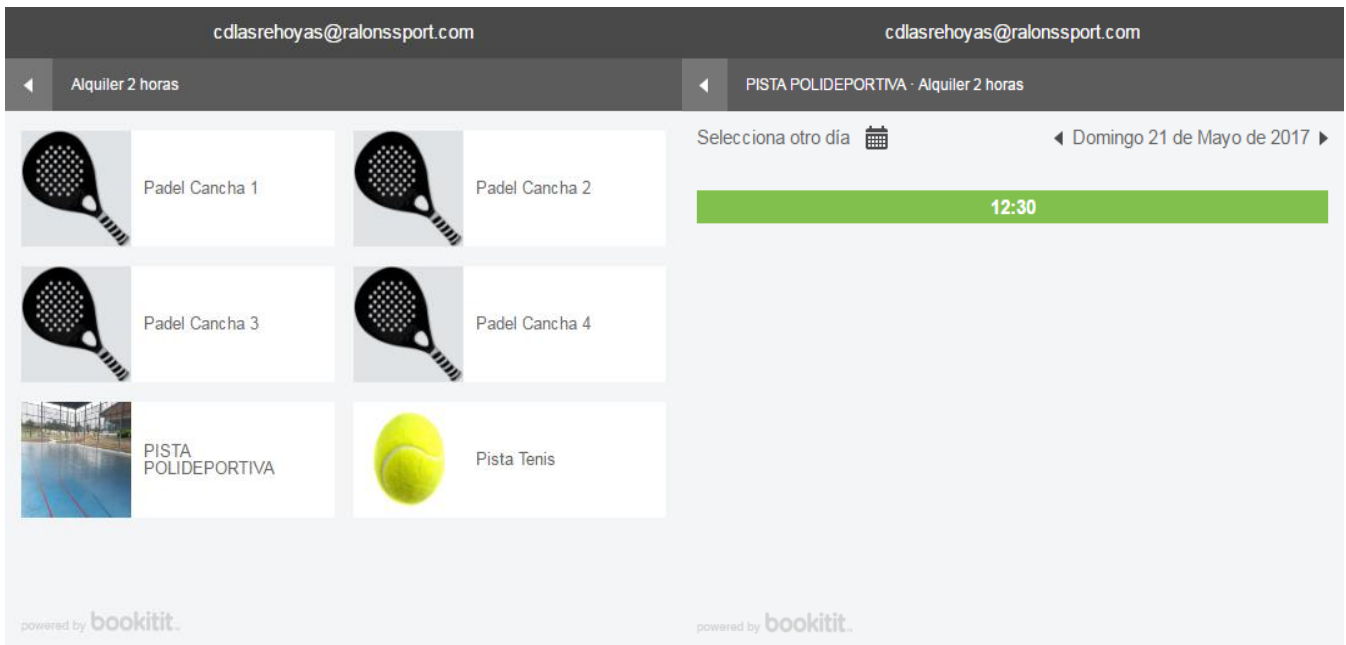 cdlasrehoyas@ralonssport.com
Alquiler 2 horas
Padel Cancha 1
Padel Cancha 2
Padel Cancha 3
Padel Cancha 4
PISTA
POLIDEPORTIVA
Pista Tenis
powered by bookitit
cdlasrehoyas@ralonssport.com
PISTA POLIDEPORTIVA · Alquiler 2 horas
Selecciona otro día
Domingo 21 de Mayo de 2017
12:30
powered by bookitit